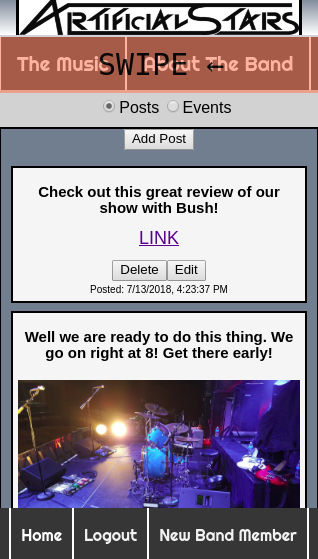 ARTIFICIAL STARS
The Music
About The Band
SWIPE ←
Posts
Events
Add Post
Check out this great review of our
show with Bush!
LINK
Delete
Edit
Posted: 7/13/2018, 4:23:37 PM
Well we are ready to do this thing. We
go on right at 8! Get there early!
Home
Logout
New Band Member